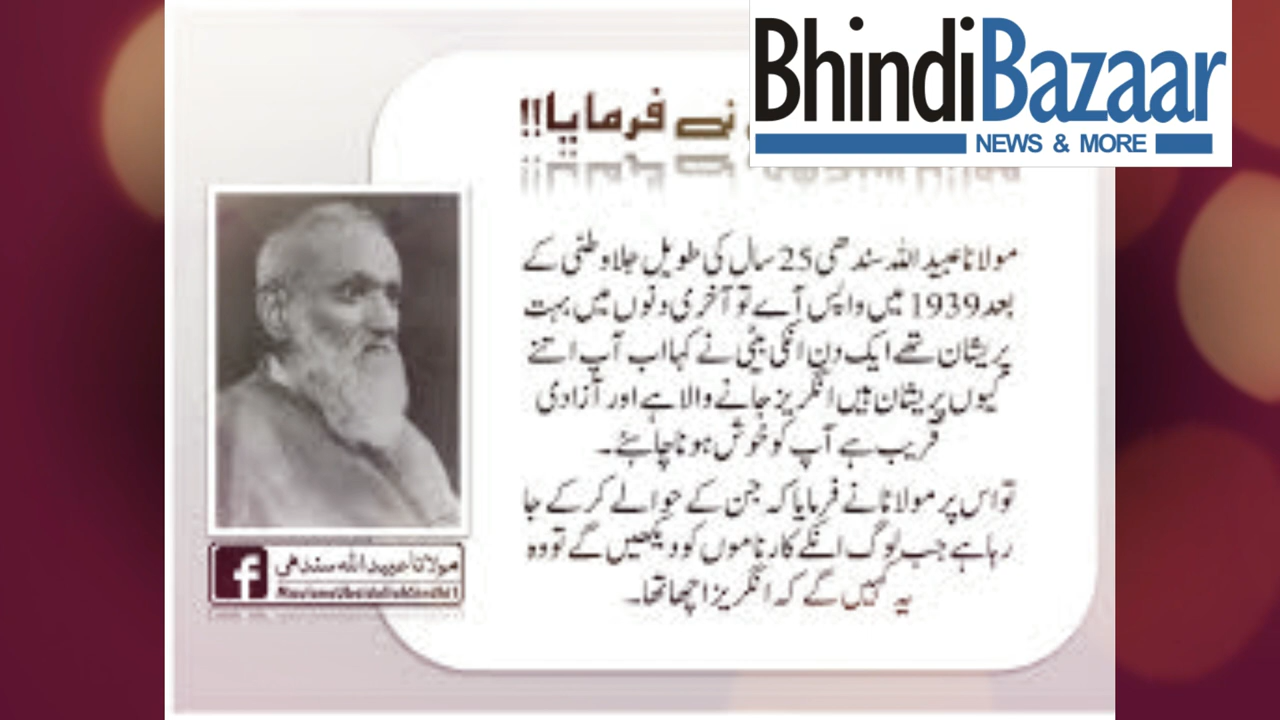 BhindiBazaar
NEWS & MORE
نے فرمایا!!
مولانا عبید اللہ سندھی 25 سال کی طویل جلا وطنی کے
بعد 1939 میں واپس آے تو آخری دنوں میں بہت
پریشان تھے ایک دن انکی بیٹی نے کہا اب آپ اتنے
کیوں پریشان ہیں انگریز جانے والا ہے اور آزادی
قریب ہے آپ کو خوش ہونا چاہئے۔
تو اس پر مولانا نے فرمایا کہ جن کے حوالے کر کے جا
رہا ہے جب لوگ انکے کارناموں کو دیکھیں گے تو وہ
یہ کہیں گے کہ انگریز اچھا تھا۔
f مولانا عبید اللہ سندھی